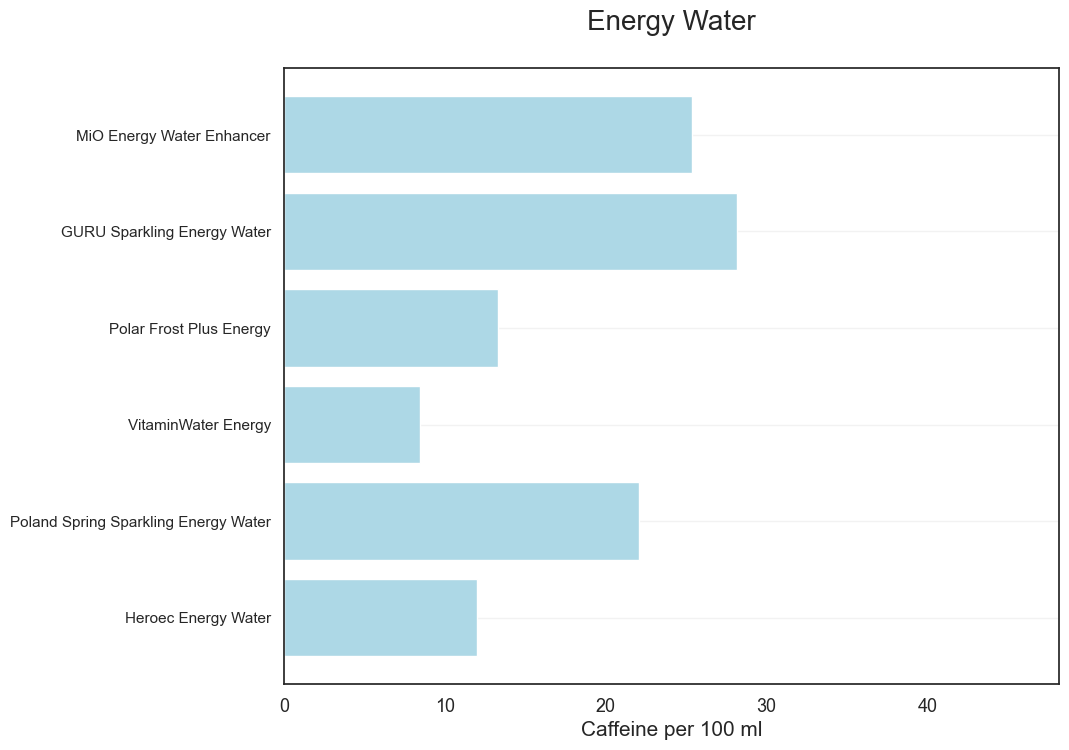 Energy Water
MiO Energy Water Enhancer
GURU Sparkling Energy Water
Polar Frost Plus Energy
VitaminWater Energy
Poland Spring Sparkling Energy Water
Heroec Energy Water
0 10 20 30 40
Caffeine per 100 ml